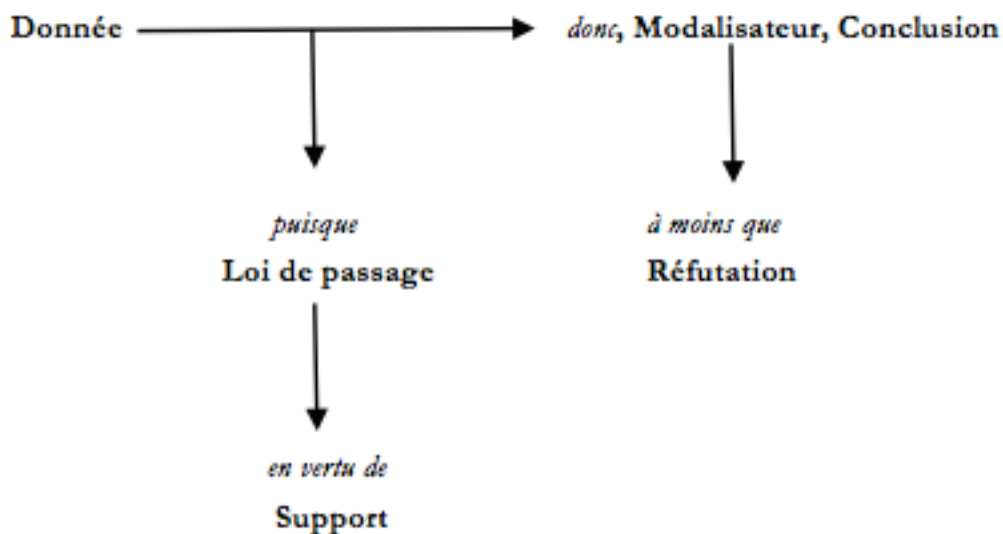 Donnée donc, Modalisateur, Conclusion
puisque
Loi de passage
à moins que
Réfutation
en vertu de
Support